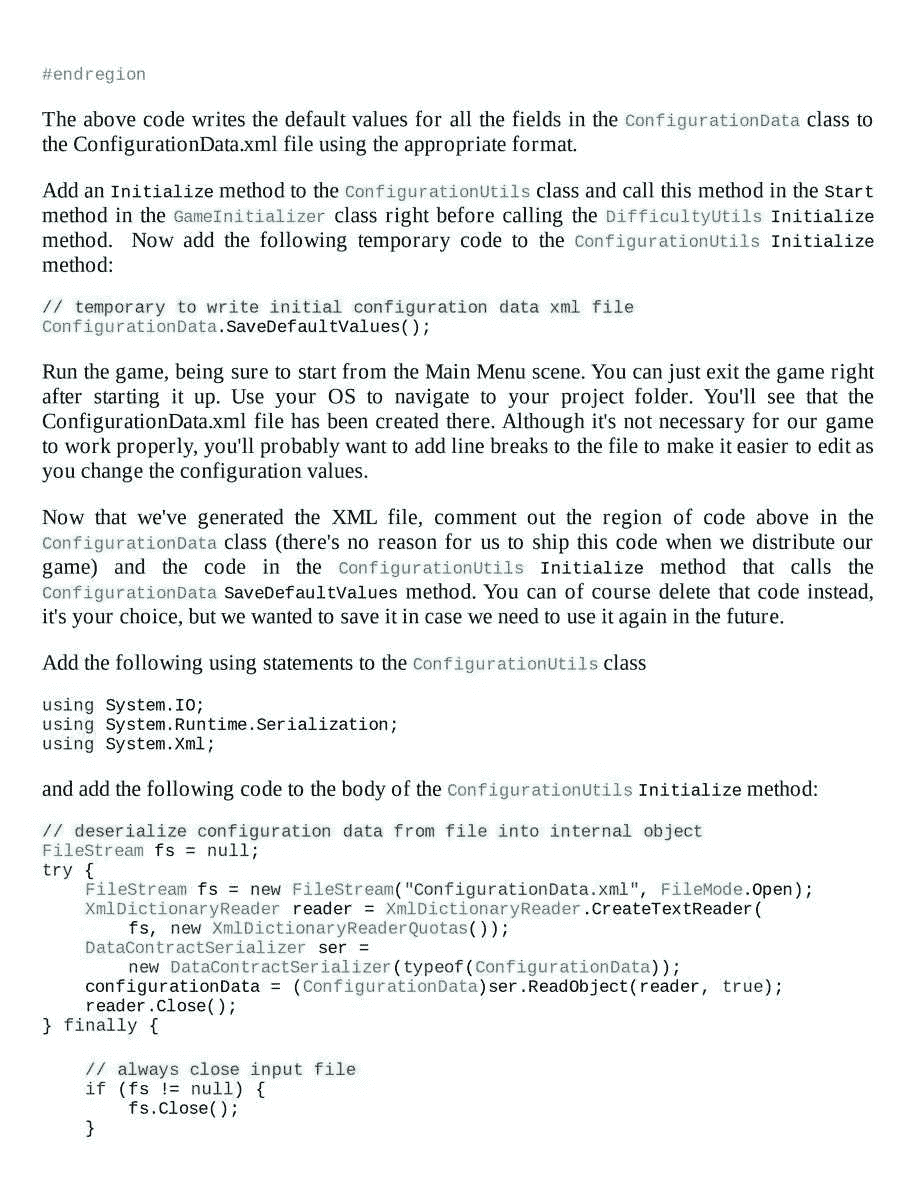 #endregion
The above code writes the default values for all the fields in the ConfigurationData class to
the ConfigurationData.xml file using the appropriate format.
Add an Initialize method to the ConfigurationUtils class and call this method in the Start
method in the GameInitializer class right before calling the DifficultyUtils Initialize
method. Now add the following temporary code to the ConfigurationUtils Initialize
method:
// temporary to write initial configuration data xml file
ConfigurationData.SaveDefaultValues();
Run the game, being sure to start from the Main Menu scene. You can just exit the game right
after starting it up. Use your OS to navigate to your project folder. You'll see that the
ConfigurationData.xml file has been created there. Although it's not necessary for our game
to work properly, you'll probably want to add line breaks to the file to make it easier to edit as
you change the configuration values.
Now that we've generated the XML file, comment out the region of code above in the
ConfigurationData class (there's no reason for us to ship this code when we distribute our
game) and the code in the ConfigurationUtils Initialize method that calls the
ConfigurationData SaveDefaultValues method. You can of course delete that code instead,
it's your choice, but we wanted to save it in case we need to use it again in the future.
Add the following using statements to the ConfigurationUtils class
using System.IO;
using System.Runtime.Serialization;
using System.Xml;
and add the following code to the body of the ConfigurationUtils Initialize method:
// deserialize configuration data from file into internal object
FileStream fs = null;
try {
    FileStream fs = new FileStream("ConfigurationData.xml", FileMode.Open);
    XmlDictionaryReader reader = XmlDictionaryReader.CreateTextReader(
        fs, new XmlDictionaryReaderQuotas());
    DataContractSerializer ser =
        new DataContractSerializer(typeof(ConfigurationData));
    configurationData = (ConfigurationData)ser.ReadObject(reader, true);
    reader.Close();
} finally {
    // always close input file
    if (fs != null) {
        fs.Close();
    }